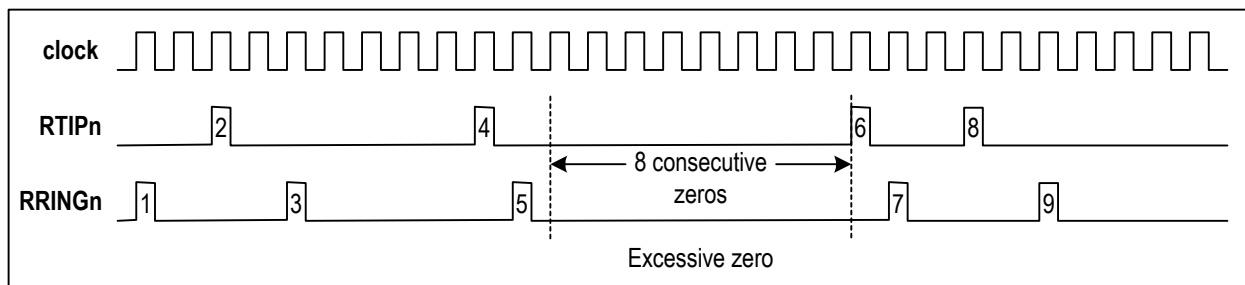 clock
RTIPn
2
4
6
8
8 consecutive
zeros
RRINGn
1
3
5
7
9
Excessive zero